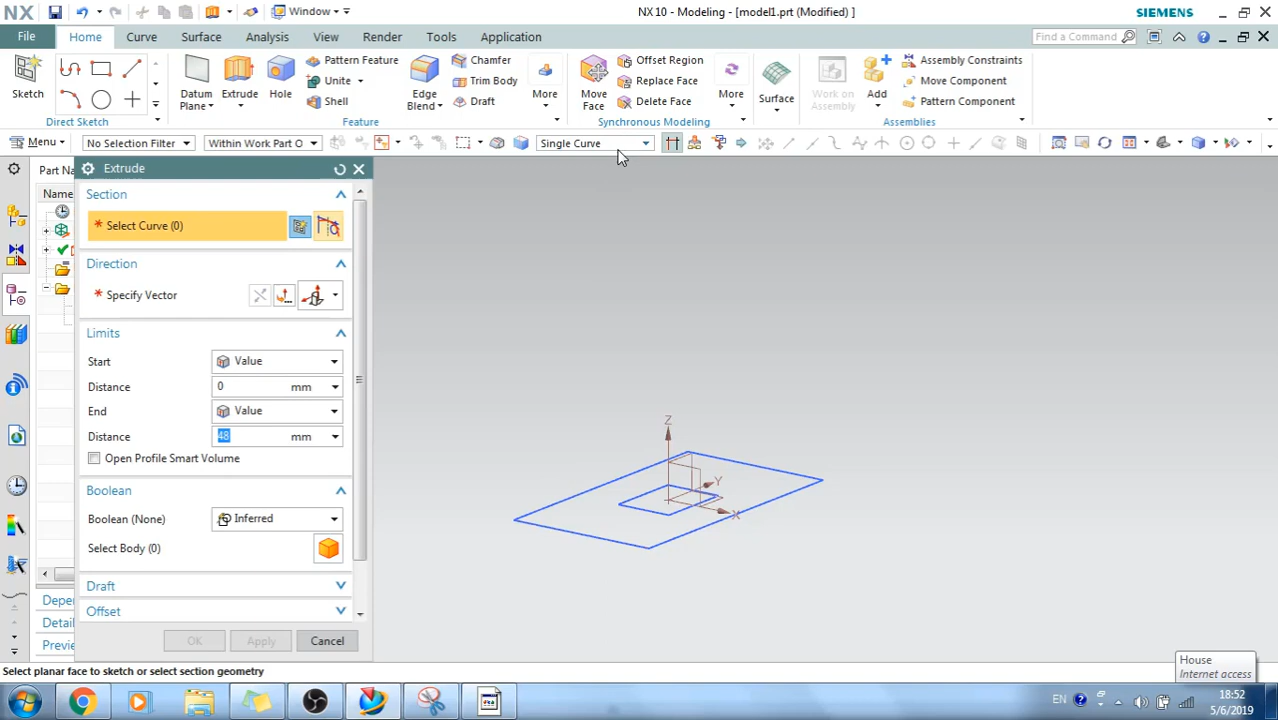 NX
Window
NX 10 - Modeling - [model1.prt (Modified) ]
SIEMENS
File
Home
Curve
Surface
Analysis
View
Render
Tools
Application
Find a Command
Sketch
Direct Sketch
Datum
Plane
Extrude
Hole
Pattern Feature
Unite
Shell
Edge
Blend
Chamfer
Trim Body
Draft
More
Feature
Move
Face
Offset Region
Replace Face
Delete Face
More
Synchronous Modeling
Surface
Work on
Assembly
Add
Assembly Constraints
Move Component
Pattern Component
Assemblies
Menu
No Selection Filter
Within Work Part O
Single Curve
Part Na
Name
Extrude
Section
* Select Curve (0)
Direction
* Specify Vector
Limits
Start
Value
Distance
0 mm
End
Value
Distance
48 mm
Open Profile Smart Volume
Boolean
Boolean (None)
Inferred
Select Body (0)
Draft
Offset
OK
Apply
Cancel
Depe
Detai
Previe
Z
Y
X
Select planar face to sketch or select section geometry
House
Internet access
EN
18:52
5/6/2019